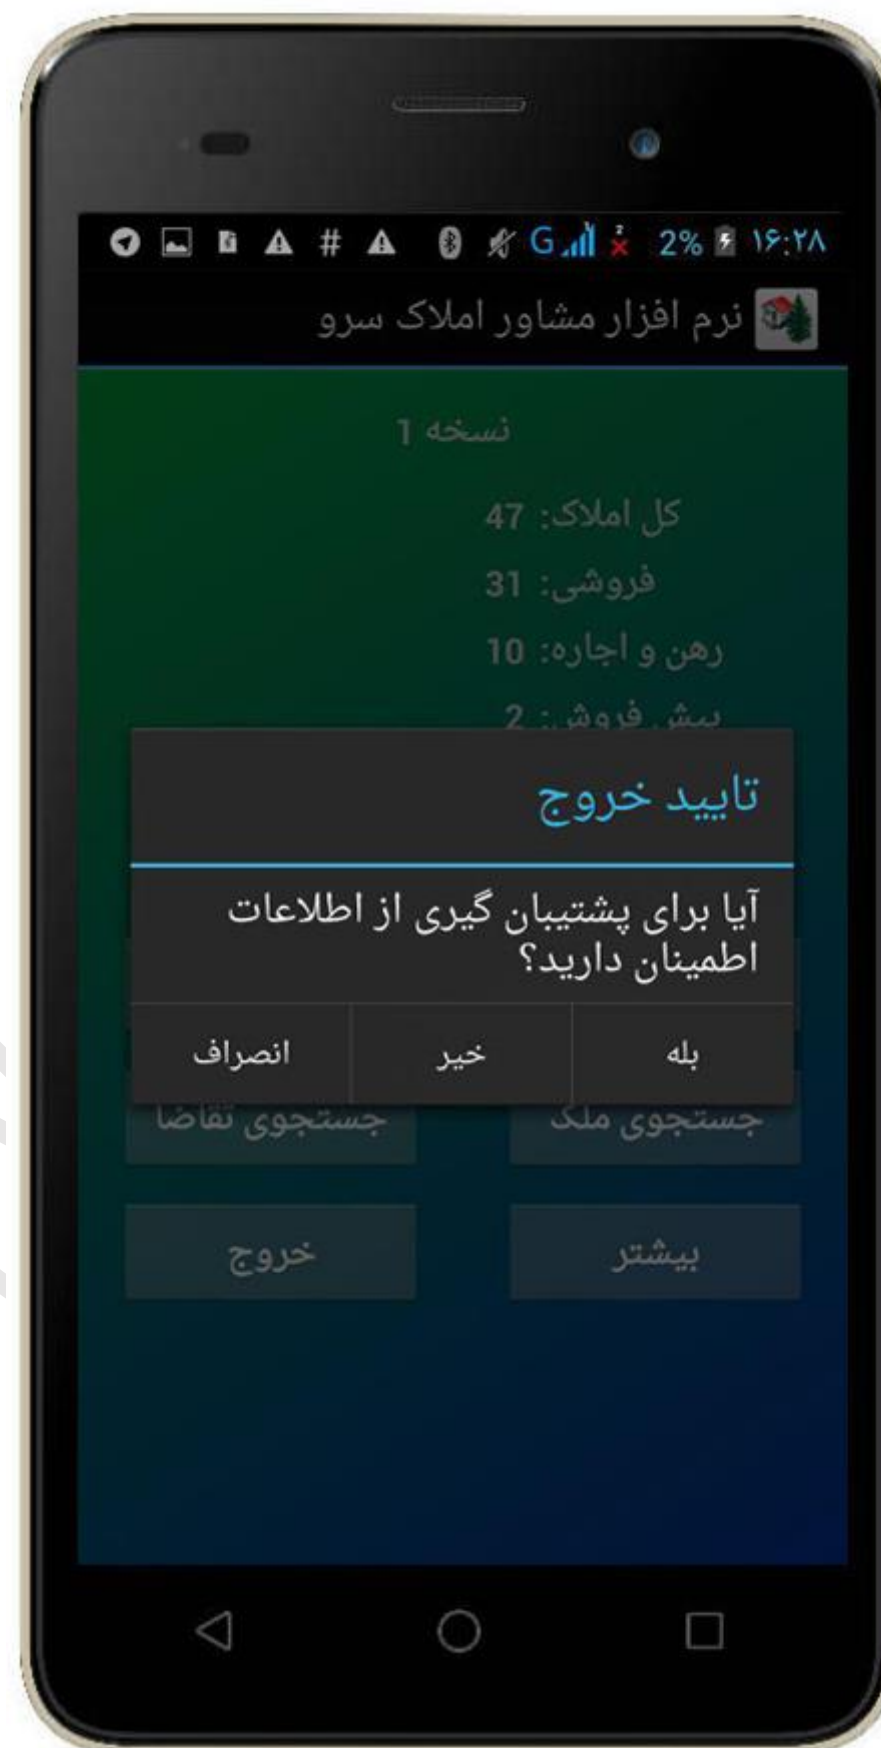 G 2% ۱۶:۲۸
نرم افزار مشاور املاک سرو
نسخه 1
کل املاک: 47
فروشی: 31
رهن و اجاره: 10
پیش فروش: 2
تایید خروج
آیا برای پشتیبان گیری از اطلاعات
اطمینان دارید؟
بله خیر انصراف
جستجوی ملک جستجوی تقاضا
بیشتر خروج